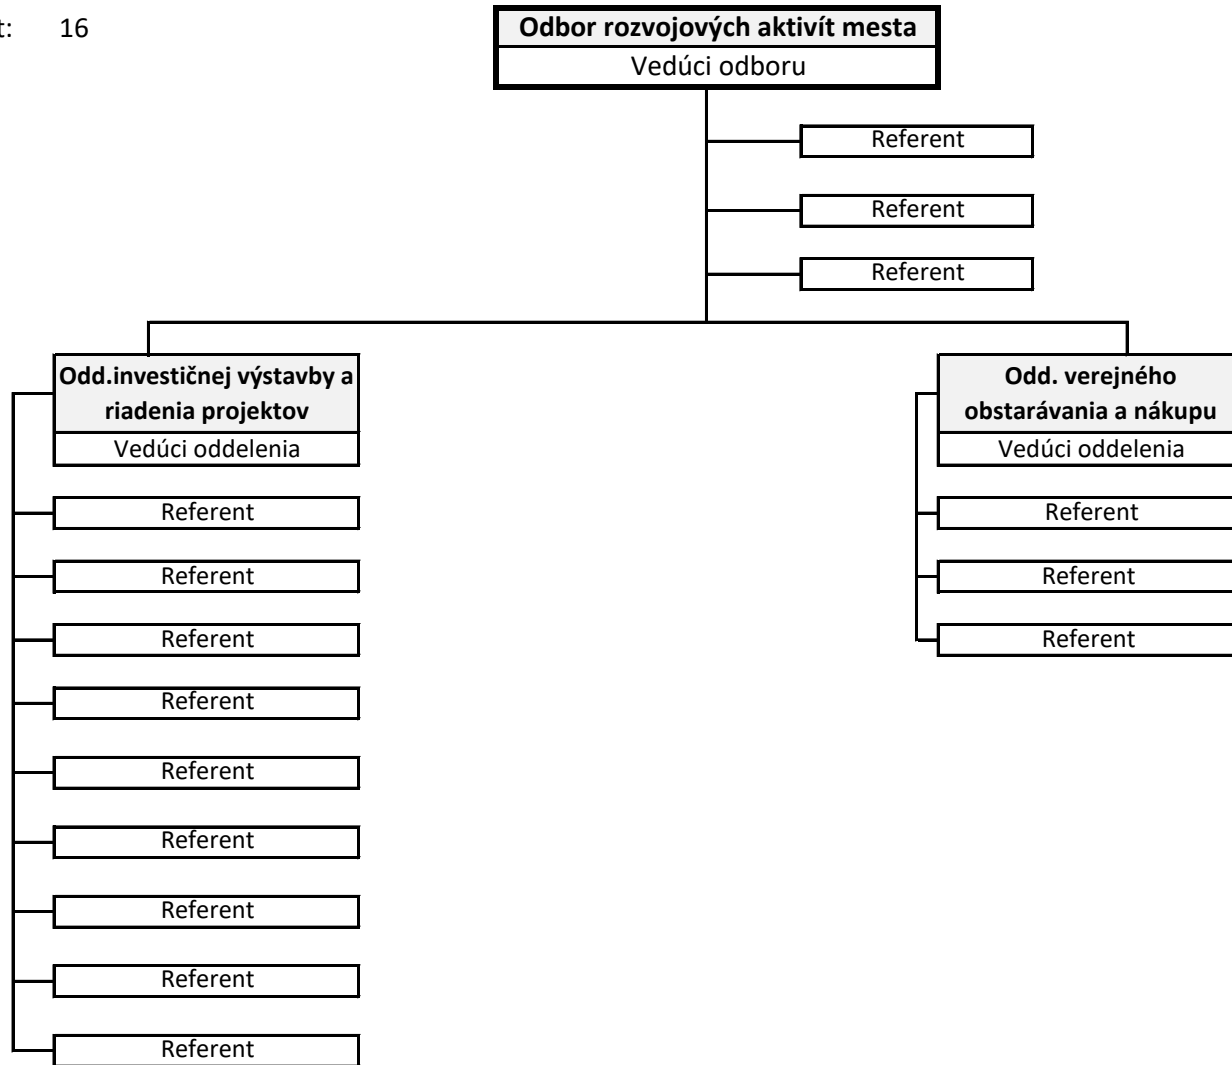 t: 16
Odbor rozvojových aktivít mesta
Vedúci odboru
Referent
Referent
Referent
Odd.investičnej výstavby a
riadenia projektov
Vedúci oddelenia
Referent
Referent
Referent
Referent
Referent
Referent
Referent
Referent
Referent
Odd. verejného
obstarávania a nákupu
Vedúci oddelenia
Referent
Referent
Referent